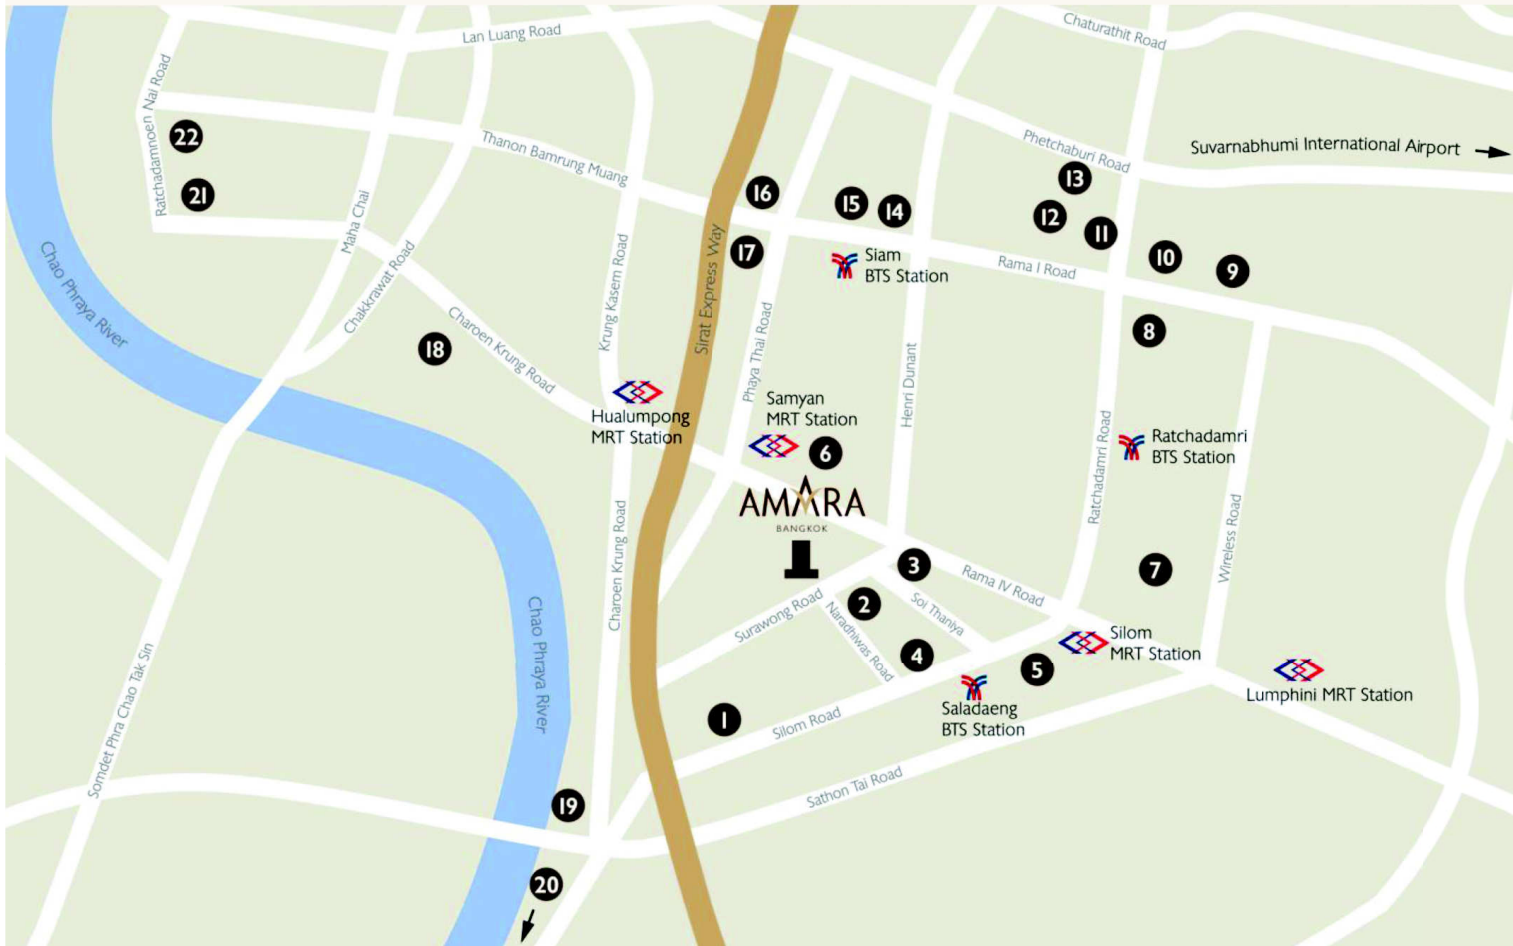 Lan Luang Road
Chaturathit Road
Ratchadamnoen Nai Road
22
21
Thanon Bamrung Muang
Phetchaburi Road
Suvarnabhumi International Airport
13
12
11
10
9
16
15
14
17
Siam
BTS Station
Rama I Road
Maha Chai
Chakkrawat Road
Chao Phraya River
Krung Kasem Road
Sirat Express Way
Charoen Krung Road
18
Phaya Thai Road
Henri Dunant
8
Hualumpong
MRT Station
Samyan
MRT Station
6
Ratchadamri Road
Ratchadamri
BTS Station
AMARA
BANGKOK
Wireless Road
Charoen Krung Road
3
Rama IV Road
7
2
Soi Thaniya
Surawong Road
Naradhiwas Road
4
5
Silom
MRT Station
Lumphini MRT Station
Saladaeng
BTS Station
Chao Phraya River
1
Silom Road
Somdet Phra Chao Tak Sin
Sathon Tai Road
19
20